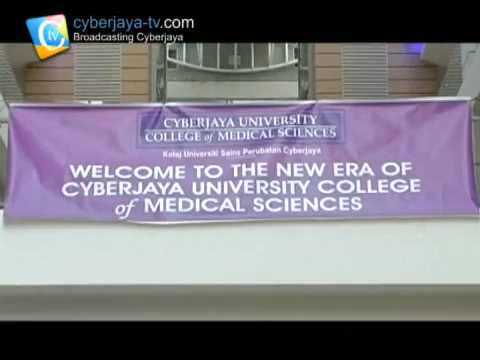 cyberjaya-tv.com
Broadcasting Cyberjaya
tv
CYBERJAYA UNIVERSITY
COLLEGE of MEDICAL SCIENCES
Kolej Universiti Sains Perubatan Cyberjaya
WELCOME TO THE NEW ERA OF
CYBERJAYA UNIVERSITY COLLEGE
of MEDICAL SCIENCES